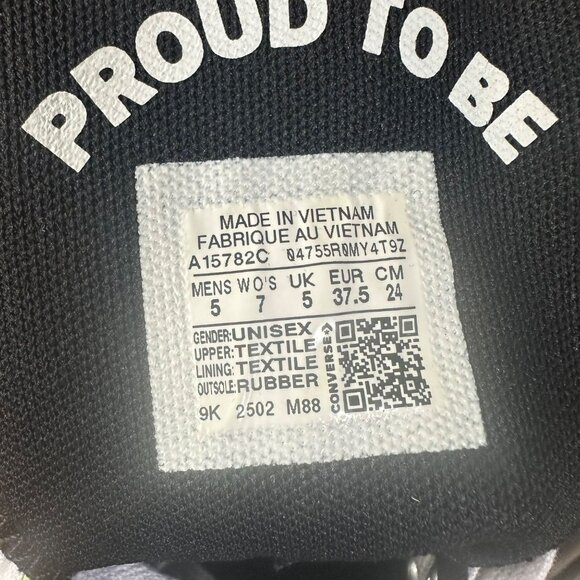 PROUD TO BE
MADE IN VIETNAM
FABRIQUE AU VIETNAM
A15782C 04755R0MY4T9Z
MENS WO'S UK EUR CM
5 7 5 37.5 24
GENDER: UNISEX
UPPER: TEXTILE
LINING: TEXTILE
OUTSOLE: RUBBER
CONVERSE
9K 2502 M88